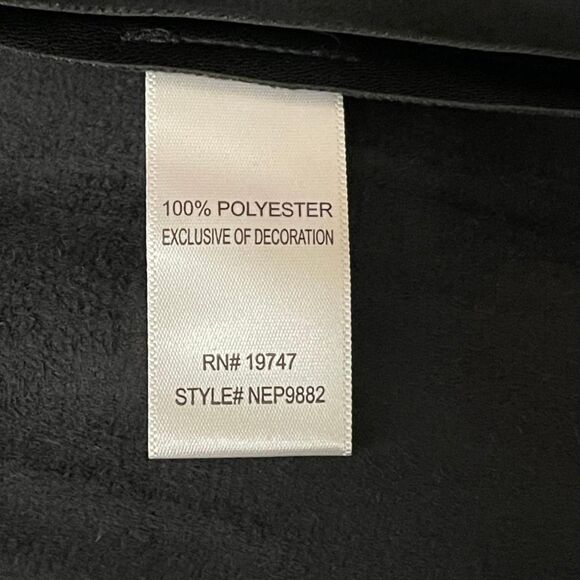 100% POLYESTER
EXCLUSIVE OF DECORATION
RN# 19747
STYLE# NEP9882